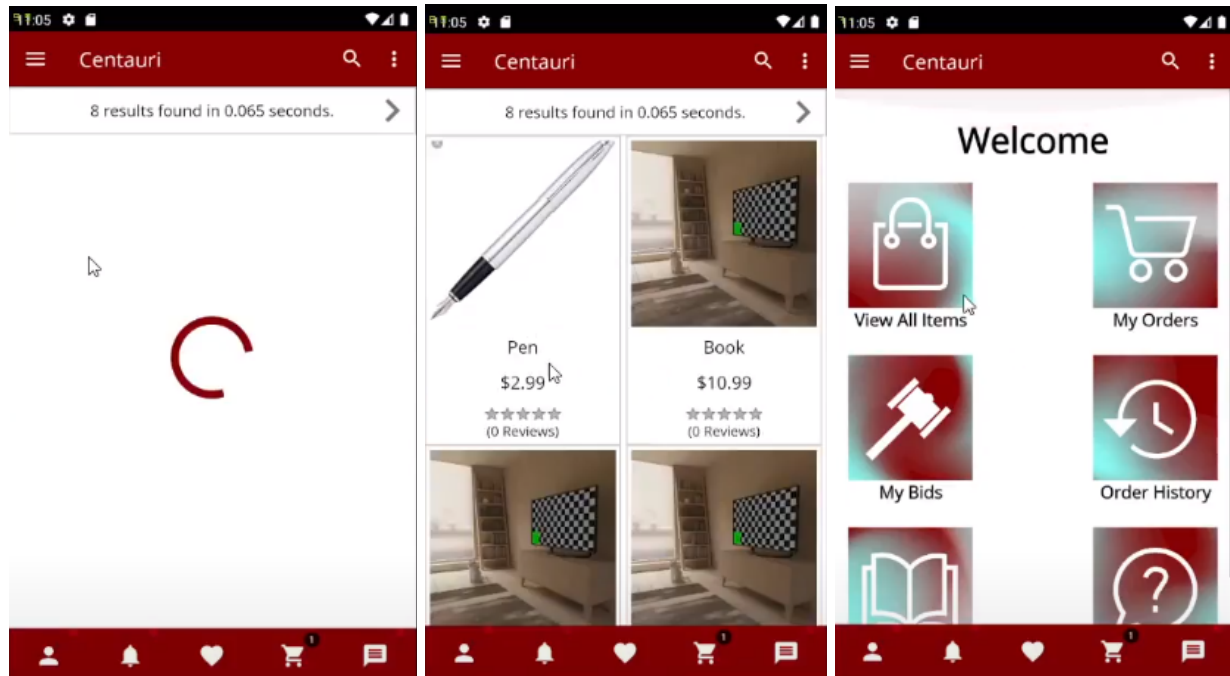 11:05
Centauri
8 results found in 0.065 seconds.
1
11:05
Centauri
8 results found in 0.065 seconds.
Pen
$2.99
(0 Reviews)
Book
$10.99
(0 Reviews)
1
11:05
Centauri
Welcome
View All Items
My Orders
My Bids
Order History
?
1